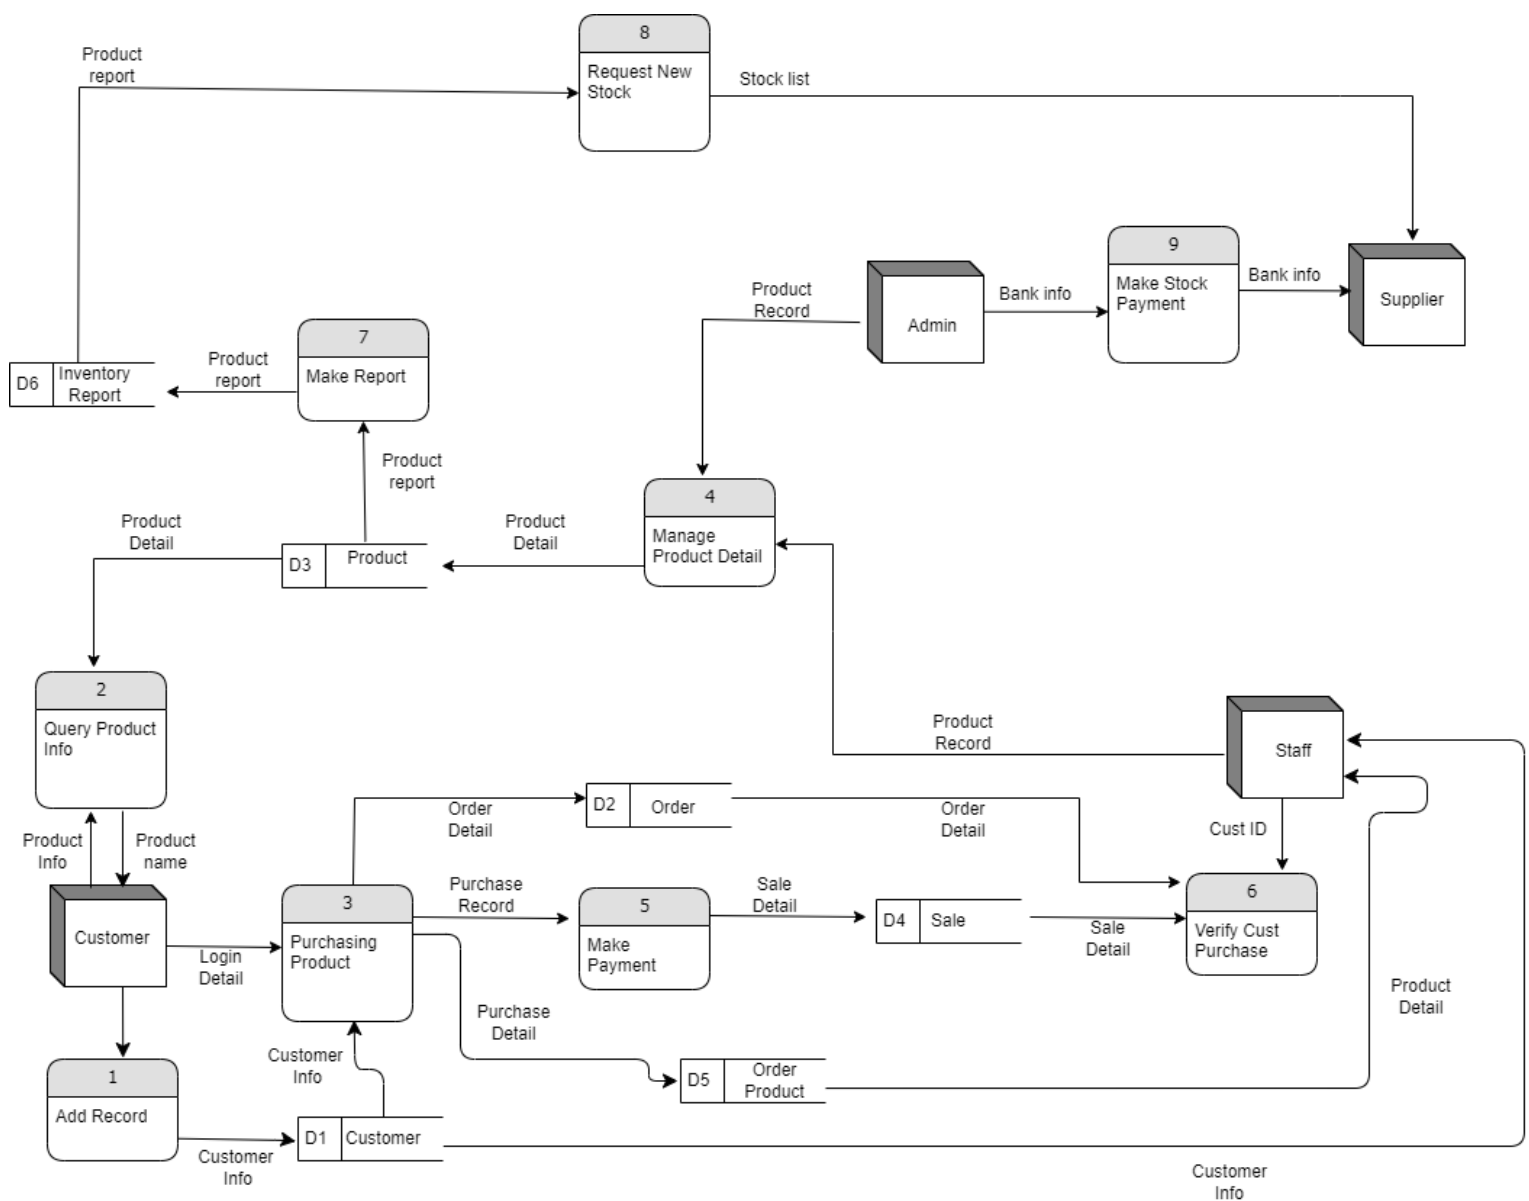 8
Product
report
Request New
Stock
Stock list
9
Make Stock
Payment
Bank info
Supplier
Product
Record
Bank info
Admin
7
Make Report
Product
report
D6
Inventory
Report
Product
report
4
Manage
Product Detail
Product
Detail
Product
Detail
D3
Product
2
Query Product
Info
Product
Record
Staff
Order
Detail
D2
Order
Order
Detail
Cust ID
Product
Info
Product
name
Customer
Login
Detail
3
Purchasing
Product
Purchase
Record
5
Make
Payment
Sale
Detail
D4
Sale
Sale
Detail
6
Verify Cust
Purchase
Product
Detail
Purchase
Detail
Customer
Info
D5
Order
Product
1
Add Record
Customer
Info
D1
Customer
Customer
Info